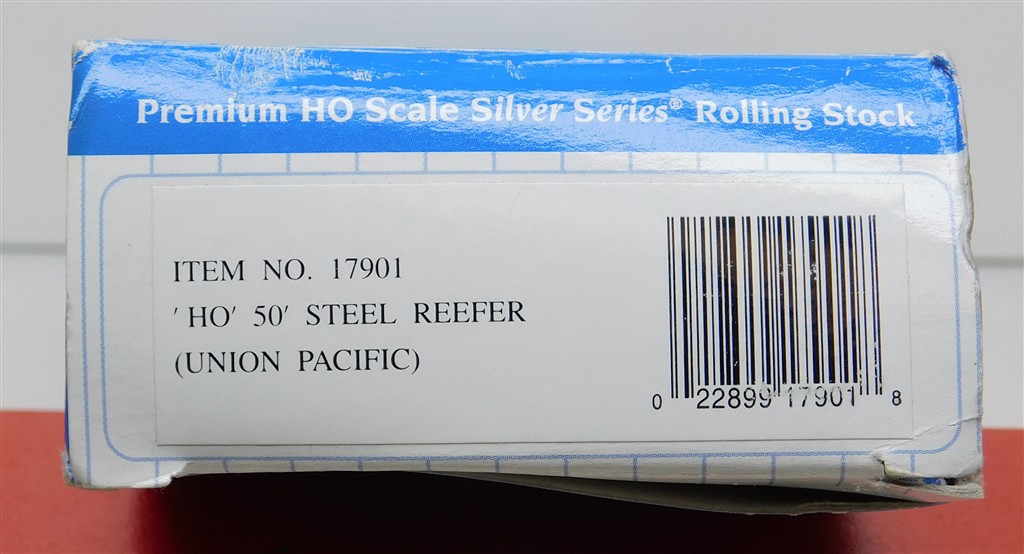 Premium HO Scale Silver Series® Rolling Stock
ITEM NO. 17901
'HO' 50' STEEL REEFER
(UNION PACIFIC)
0 22899 17901 8